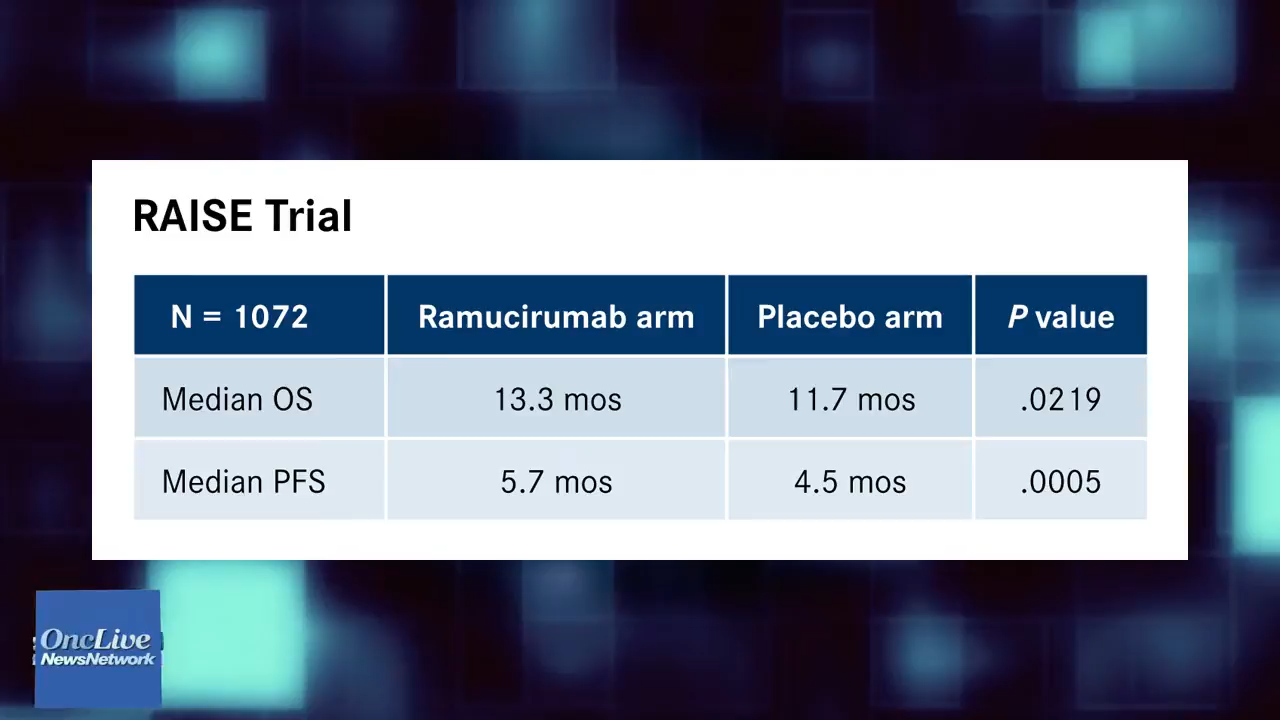 RAISE Trial
N = 1072 Ramucirumab arm Placebo arm P value
Median OS 13.3 mos 11.7 mos .0219
Median PFS 5.7 mos 4.5 mos .0005
OncLive
NewsNetwork